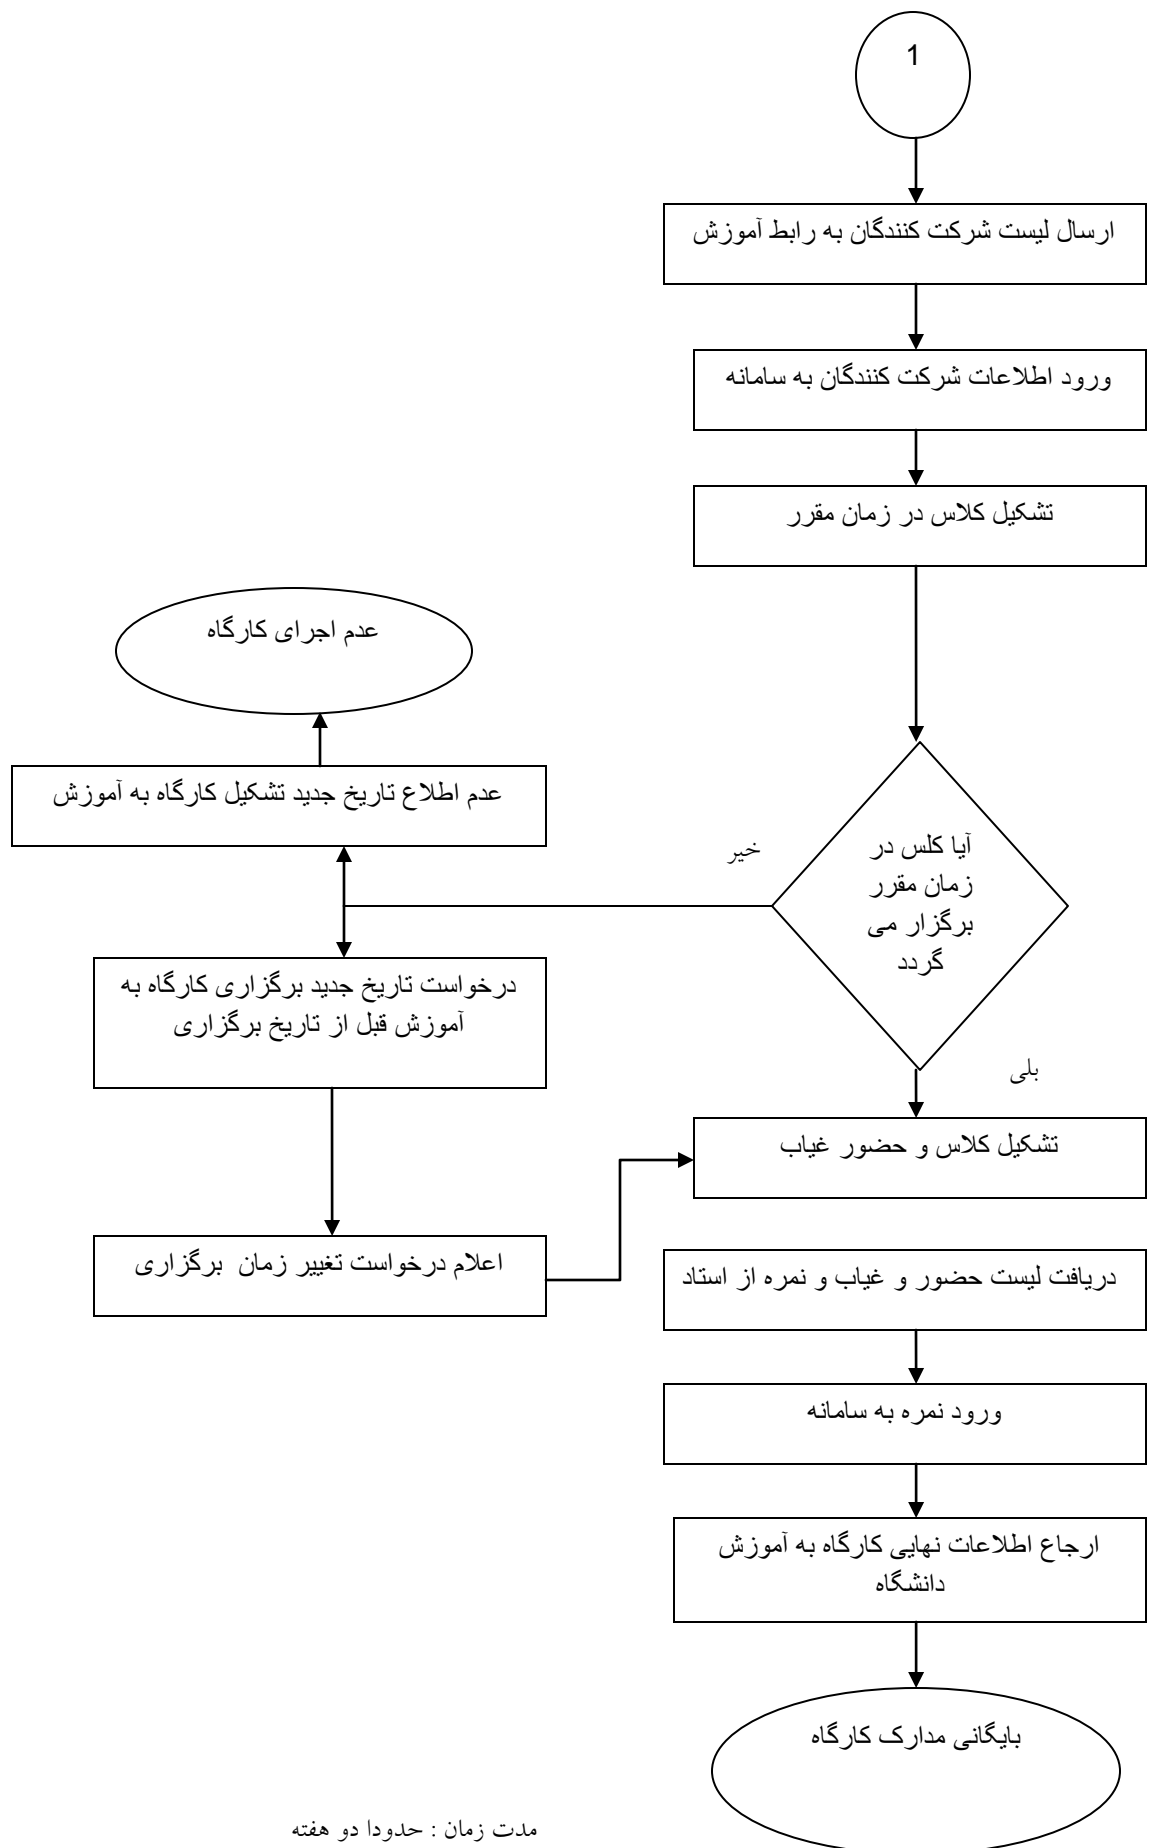 1
ارسال لیست شرکت کنندگان به رابط آموزش
ورود اطلاعات شرکت کنندگان به سامانه
تشکیل کلاس در زمان مقرر
عدم اجرای کارگاه
عدم اطلاع تاریخ جدید تشکیل کارگاه به آموزش
خیر
آیا کلس در
زمان مقرر
برگزار می
گردد
درخواست تاریخ جدید برگزاری کارگاه به
آموزش قبل از تاریخ برگزاری
بلی
تشکیل کلاس و حضور غیاب
اعلام درخواست تغییر زمان برگزاری
دریافت لیست حضور و غیاب و نمره از استاد
ورود نمره به سامانه
ارجاع اطلاعات نهایی کارگاه به آموزش
دانشگاه
بایگانی مدارک کارگاه
مدت زمان : حدودا دو هفته